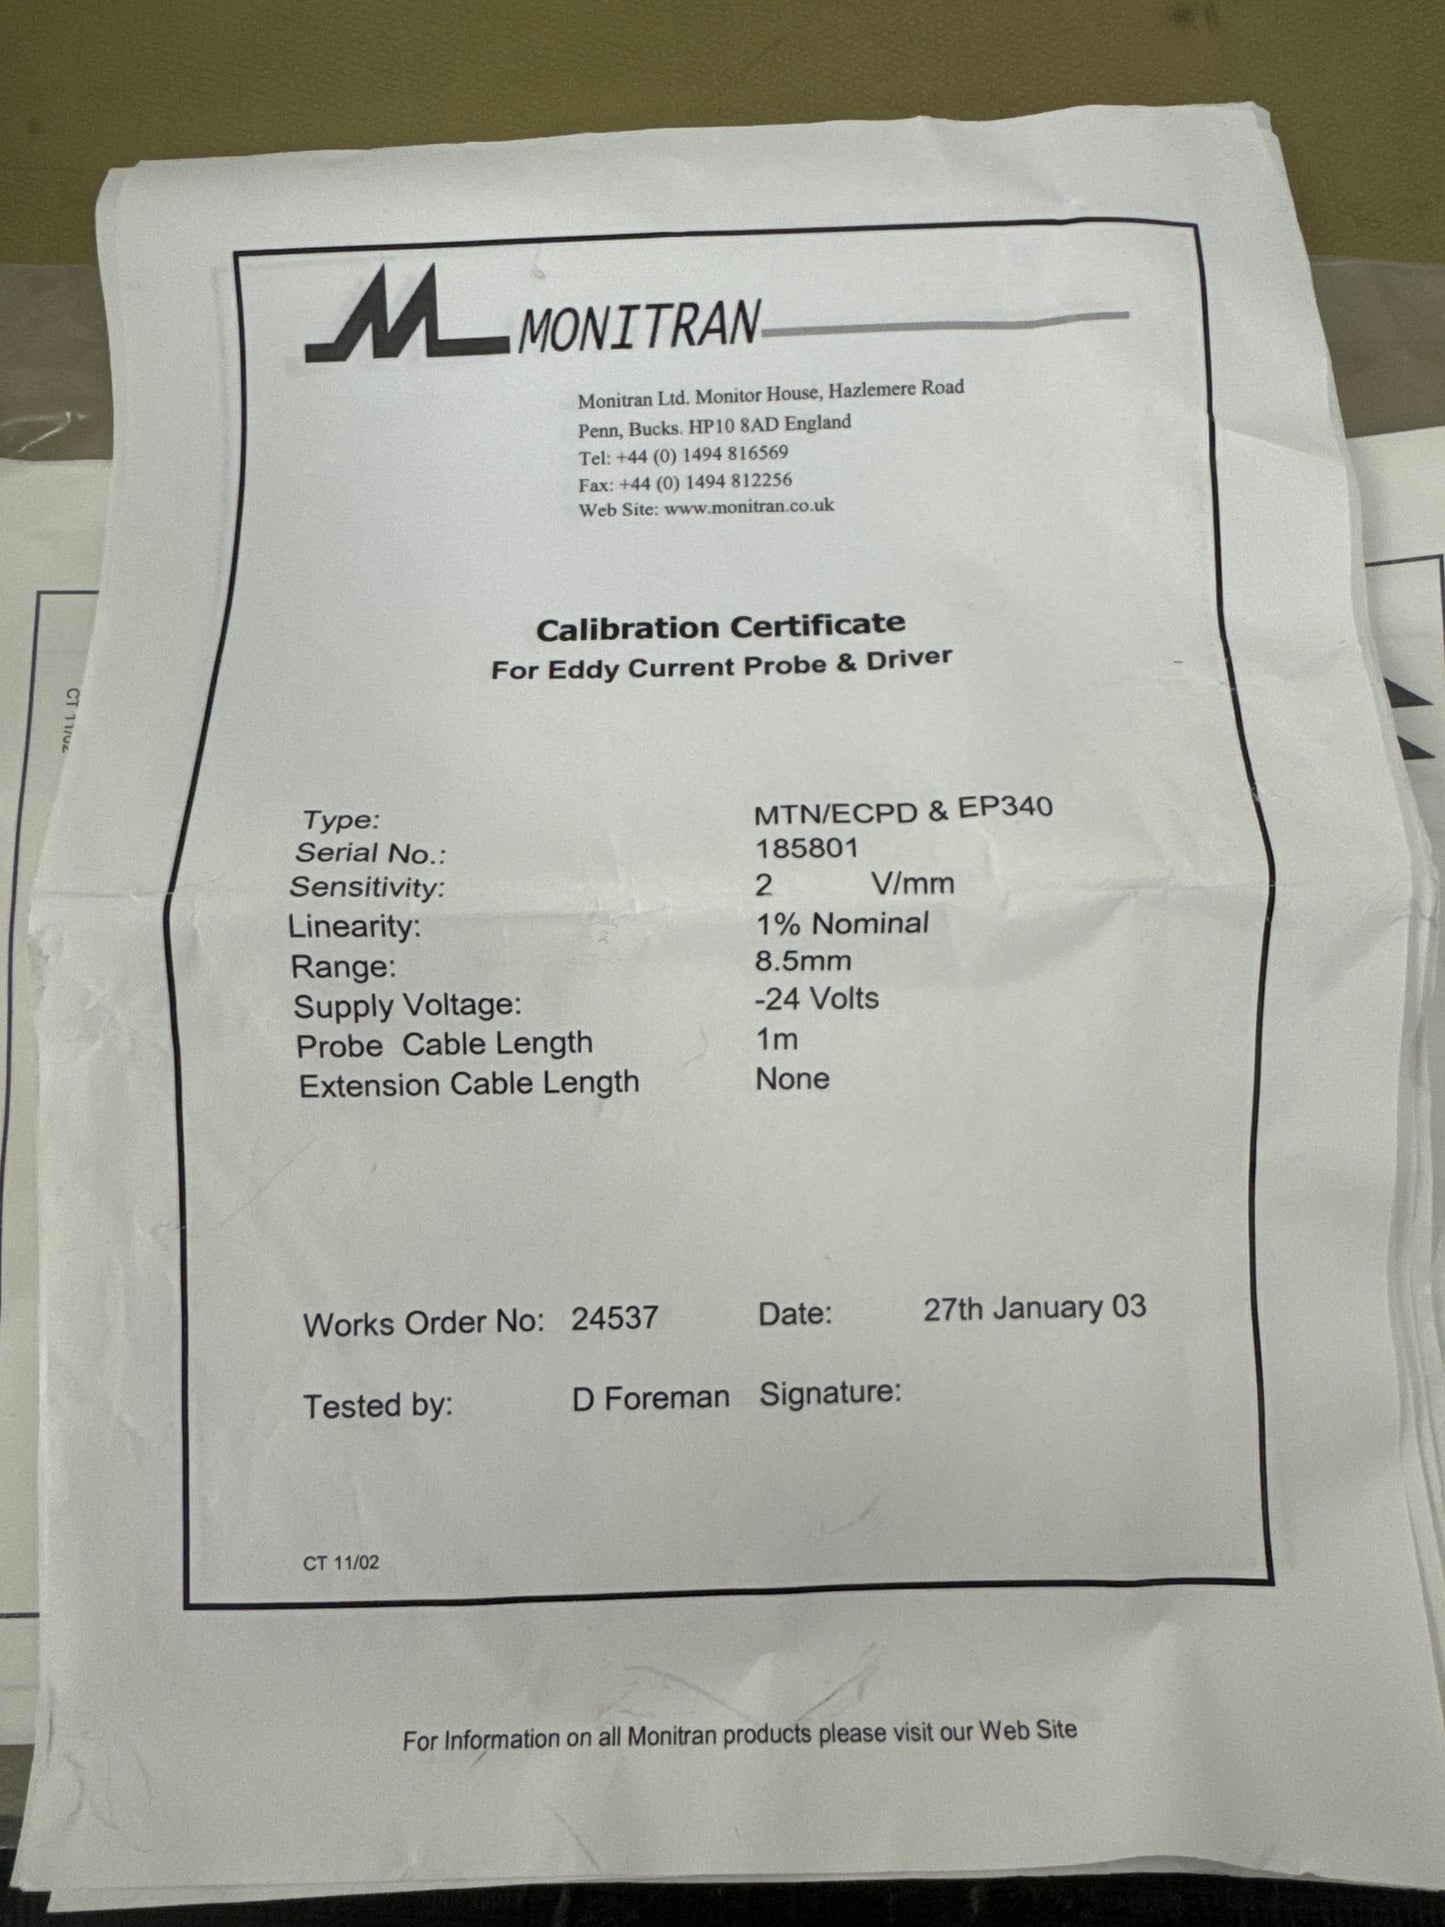 MONITRAN
Monitran Ltd. Monitor House, Hazlemere Road
Penn, Bucks. HP10 8AD England
Tel: +44 (0) 1494 816569
Fax: +44 (0) 1494 812256
Web Site: www.monitran.co.uk
Calibration Certificate
For Eddy Current Probe & Driver
CT 11/02
Type: MTN/ECPD & EP340
Serial No.: 185801
Sensitivity: 2 V/mm
Linearity: 1% Nominal
Range: 8.5mm
Supply Voltage: -24 Volts
Probe Cable Length 1m
Extension Cable Length None
Works Order No: 24537 Date: 27th January 03
Tested by: D Foreman Signature:
CT 11/02
For Information on all Monitran products please visit our Web Site